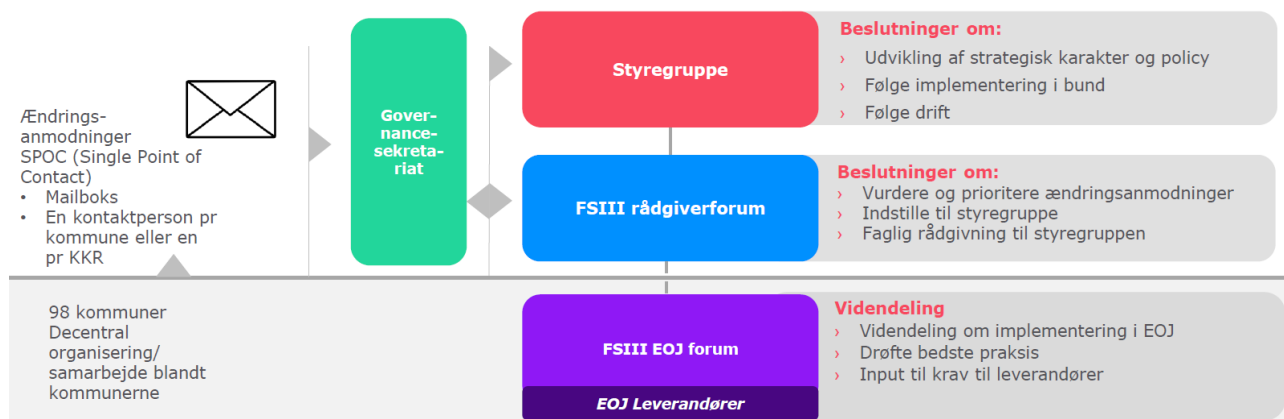 Ændrings-
anmodninger
SPOC (Single Point of
Contact)
• Mailboks
• En kontaktperson pr
kommune eller en
pr KKR
Gover-
nance-
sekreta-
riat
Styregruppe
Beslutninger om:
› Udvikling af strategisk karakter og policy
› Følge implementering i bund
› Følge drift
FSIII rådgiverforum
Beslutninger om:
› Vurdere og prioritere ændringsanmodninger
› Indstille til styregruppe
› Faglig rådgivning til styregruppen
98 kommuner
Decentral
organisering/
samarbejde blandt
kommunerne
FSIII EOJ forum
EOJ Leverandører
Videndeling
› Videndeling om implementering i EOJ
› Drøfte bedste praksis
› Input til krav til leverandører